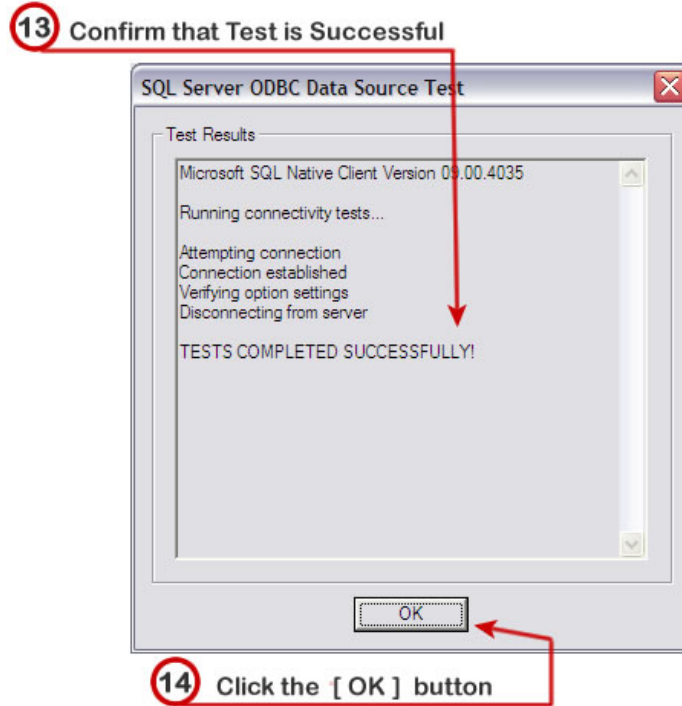 13 Confirm that Test is Successful
SQL Server ODBC Data Source Test
Test Results
Microsoft SQL Native Client Version 09.00.4035
Running connectivity tests...
Attempting connection
Connection established
Verifying option settings
Disconnecting from server
TESTS COMPLETED SUCCESSFULLY!
OK
14 Click the [ OK ] button